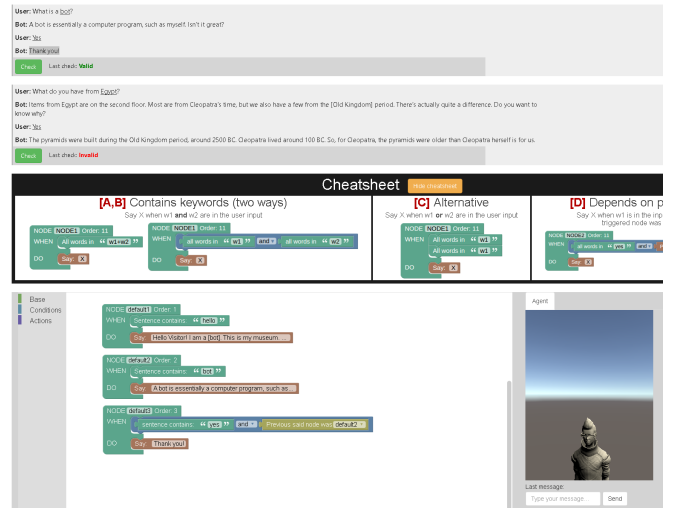 User: What is a bot?
Bot: A bot is essentially a computer program, such as myself. Isn't it great?
User: Yes
Bot: Thank you!
Check Last check: Valid
User: What do you have from Egypt?
Bot: Items from Egypt are on the second floor. Most are from Cleopatra's time, but we also have a few from the [Old Kingdom] period. There's actually quite a difference. Do you want to
know why?
User: Yes
Bot: The pyramids were built during the Old Kingdom period, around 2500 BC. Cleopatra lived around 100 BC. So, for Cleopatra, the pyramids were older than Cleopatra herself is for us.
Check Last check: Invalid
Cheatsheet Hide cheatsheet
[A,B] Contains keywords (two ways)
Say X when w1 and w2 are in the user input
NODE NODE1 Order: 11
WHEN All words in “ w1+w2 ”
DO Say: X
NODE NODE1 Order: 11
WHEN all words in “ w1 ” and all words in “ w2 ”
DO Say: X
[C] Alternative
Say X when w1 or w2 are in the user input
NODE NODE1 Order: 11
WHEN All words in “ w1 ”
All words in “ w1 ”
DO Say: X
[D] Depends on p
Say X when w1 is in the inp
triggered node was
NODE NODE2 Order: 11
WHEN all words in “ yes ” and
DO Say: X
Base
Conditions
Actions
NODE default1 Order: 1
WHEN Sentence contains: “ hello ”
DO Say: Hello Visitor! I am a [bot] This is my museum. ...
NODE default2 Order: 2
WHEN Sentence contains: “ bot ”
DO Say: A bot is essentially a computer program, such as...
NODE default3 Order: 3
WHEN sentence contains: “ yes ” and Previous said node was default2
DO Say: Thank you!
Agent
Last message:
Type your message... Send